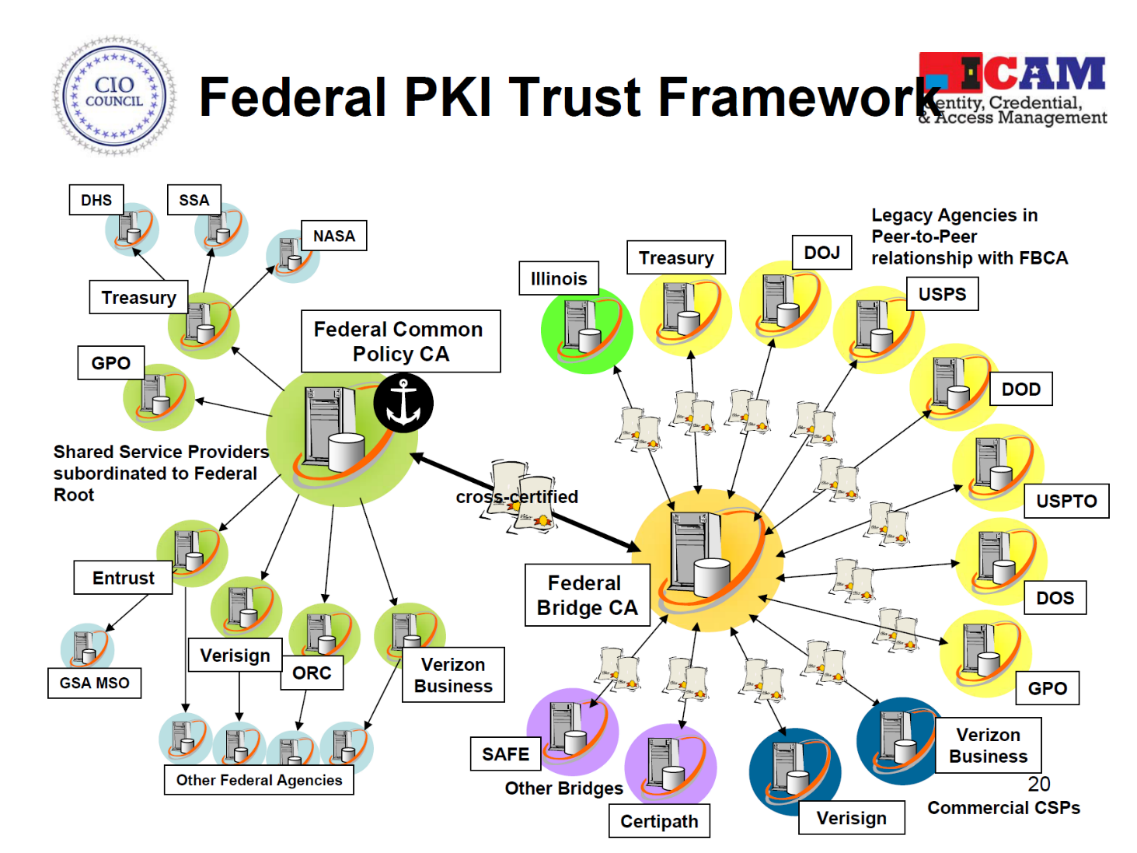 CIO
COUNCIL
Federal PKI Trust Framework
ICAM
Identity, Credential,
& Access Management
DHS
SSA
NASA
Treasury
GPO
Federal Common
Policy CA
Shared Service Providers
subordinated to Federal
Root
Entrust
GSA MSO
Verisign
ORC
Verizon
Business
Other Federal Agencies
cross-certified
Legacy Agencies in
Peer-to-Peer
relationship with FBCA
Illinois
Treasury
DOJ
USPS
DOD
USPTO
DOS
GPO
Federal
Bridge CA
SAFE
Other Bridges
Certipath
Verisign
Verizon
Business
20
Commercial CSPs